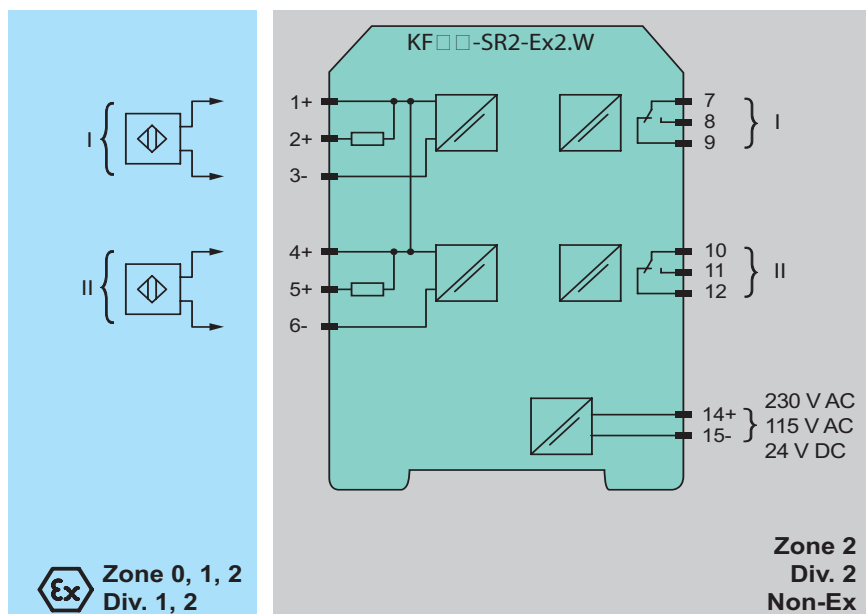 KF□□-SR2-Ex2.W
I
1+
2+
3-
7
8
9
I
II
4+
5+
6-
10
11
12
II
14+
15-
230 V AC
115 V AC
24 V DC
Ex
Zone 0, 1, 2
Div. 1, 2
Zone 2
Div. 2
Non-Ex